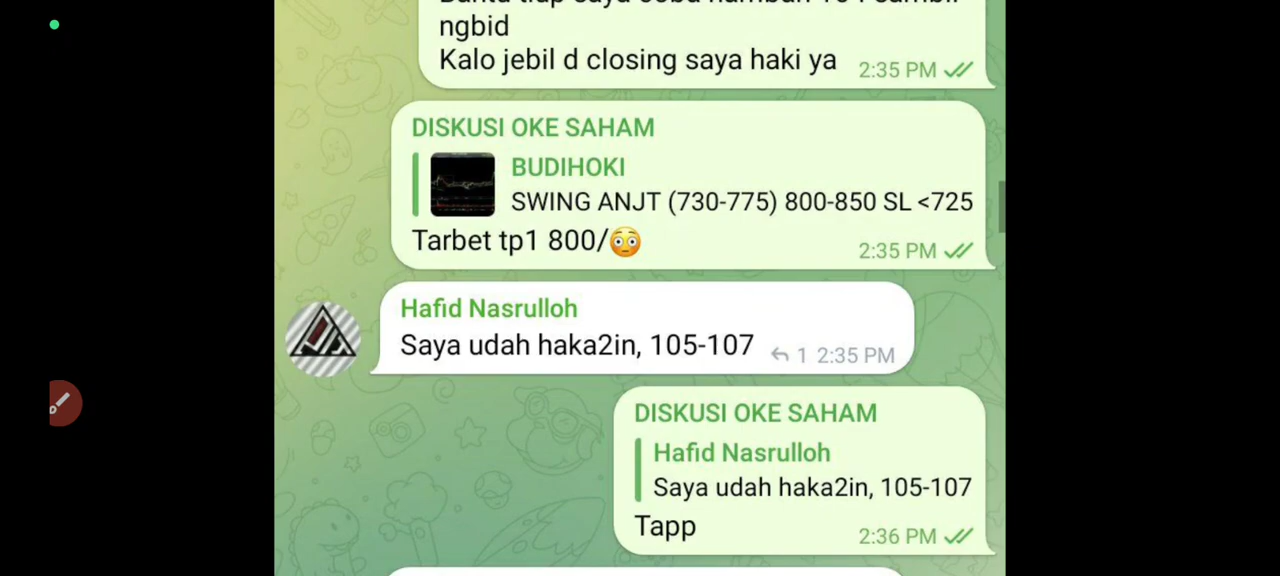 ngbid
Kalo jebil d closing saya haki ya 2:35 PM
DISKUSI OKE SAHAM
BUDIHOKI
SWING ANJT (730-775) 800-850 SL <725
Tarbet tp1 800/😳 2:35 PM
Hafid Nasrulloh
Saya udah haka2in, 105-107 1 2:35 PM
DISKUSI OKE SAHAM
Hafid Nasrulloh
Saya udah haka2in, 105-107
Tapp 2:36 PM